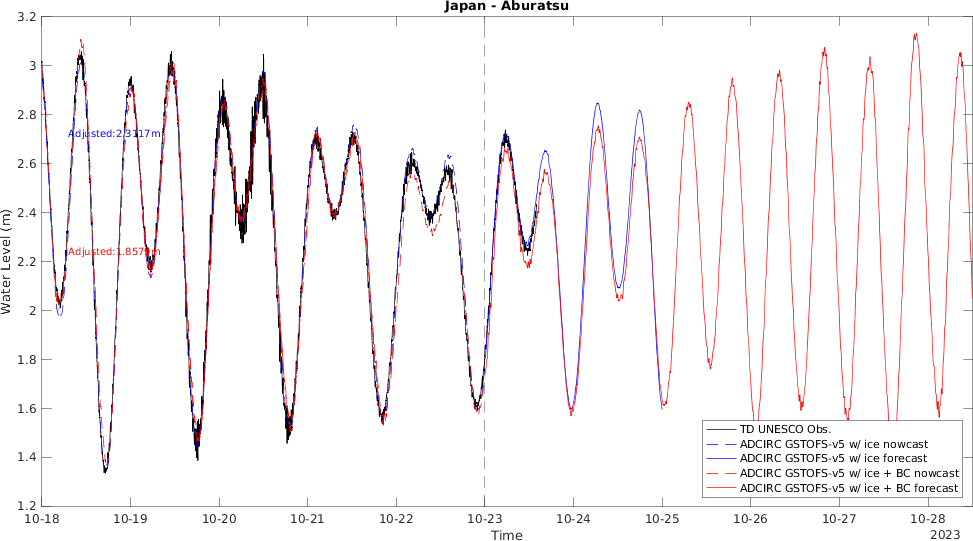 Japan - Aburatsu
3.2
3
2.8
2.6
2.4
2.2
2
1.8
1.6
1.4
1.2
Water Level (m)
Adjusted:2.3117m
Adjusted:1.8579m
TD UNESCO Obs.
ADCIRC GSTOFS-v5 w/ ice nowcast
ADCIRC GSTOFS-v5 w/ ice forecast
ADCIRC GSTOFS-v5 w/ ice + BC nowcast
ADCIRC GSTOFS-v5 w/ ice + BC forecast
10-18 10-19 10-20 10-21 10-22 10-23 10-24 10-25 10-26 10-27 10-28
Time
2023